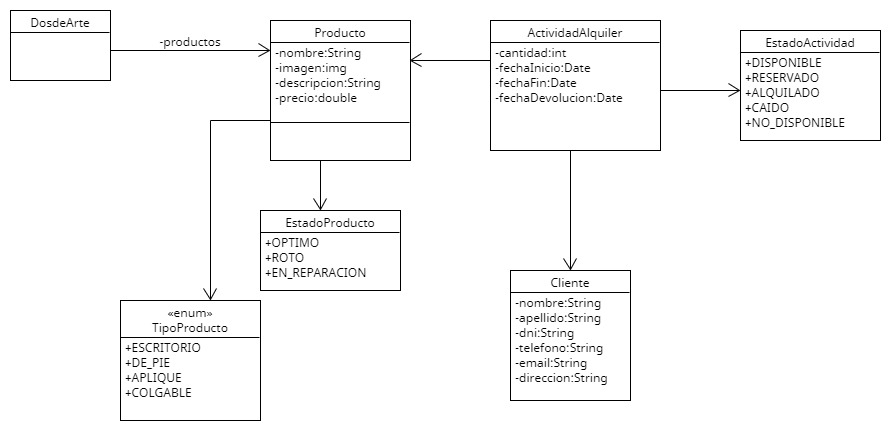 DosdeArte
-productos
Producto
-nombre:String
-imagen:img
-descripcion:String
-precio:double
ActividadAlquiler
-cantidad:int
-fechaInicio:Date
-fechaFin:Date
-fechaDevolucion:Date
EstadoActividad
+DISPONIBLE
+RESERVADO
+ALQUILADO
+CAIDO
+NO_DISPONIBLE
EstadoProducto
+OPTIMO
+ROTO
+EN_REPARACION
«enum»
TipoProducto
+ESCRITORIO
+DE_PIE
+APLIQUE
+COLGABLE
Cliente
-nombre:String
-apellido:String
-dni:String
-telefono:String
-email:String
-direccion:String